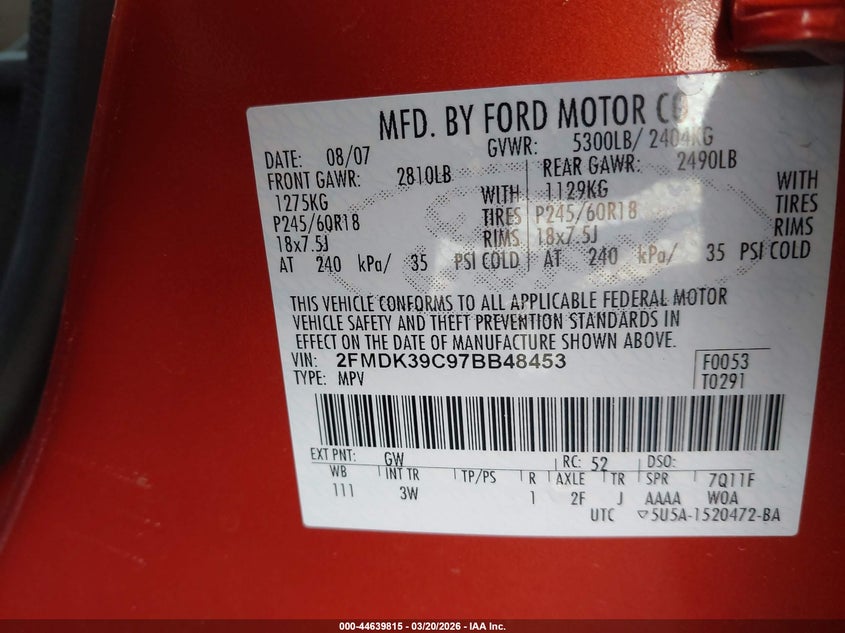 MFD. BY FORD MOTOR CO
DATE: 08/07 GVWR: 5300LB/ 2404KG
FRONT GAWR: 2810LB REAR GAWR: 2490LB
1275KG WITH 1129KG WITH
P245/60R18 TIRES P245/60R18 TIRES
18x7.5J RIMS 18x7.5J RIMS
AT 240 kPa/ 35 PSI COLD AT 240 kPa/ 35 PSI COLD
THIS VEHICLE CONFORMS TO ALL APPLICABLE FEDERAL MOTOR
VEHICLE SAFETY AND THEFT PREVENTION STANDARDS IN
EFFECT ON THE DATE OF MANUFACTURE SHOWN ABOVE.
VIN: 2FMDK39C97BB48453 F0053
TYPE: MPV T0291
EXT PNT: GW RC: 52 DSO:
WB INT TR TP/PS R AXLE TR SPR 7Q11F
111 3W 1 2F J AAAA W0A
UTC ▽5U5A-1520472-BA
000-44639815 - 03/20/2026 - IAA Inc.